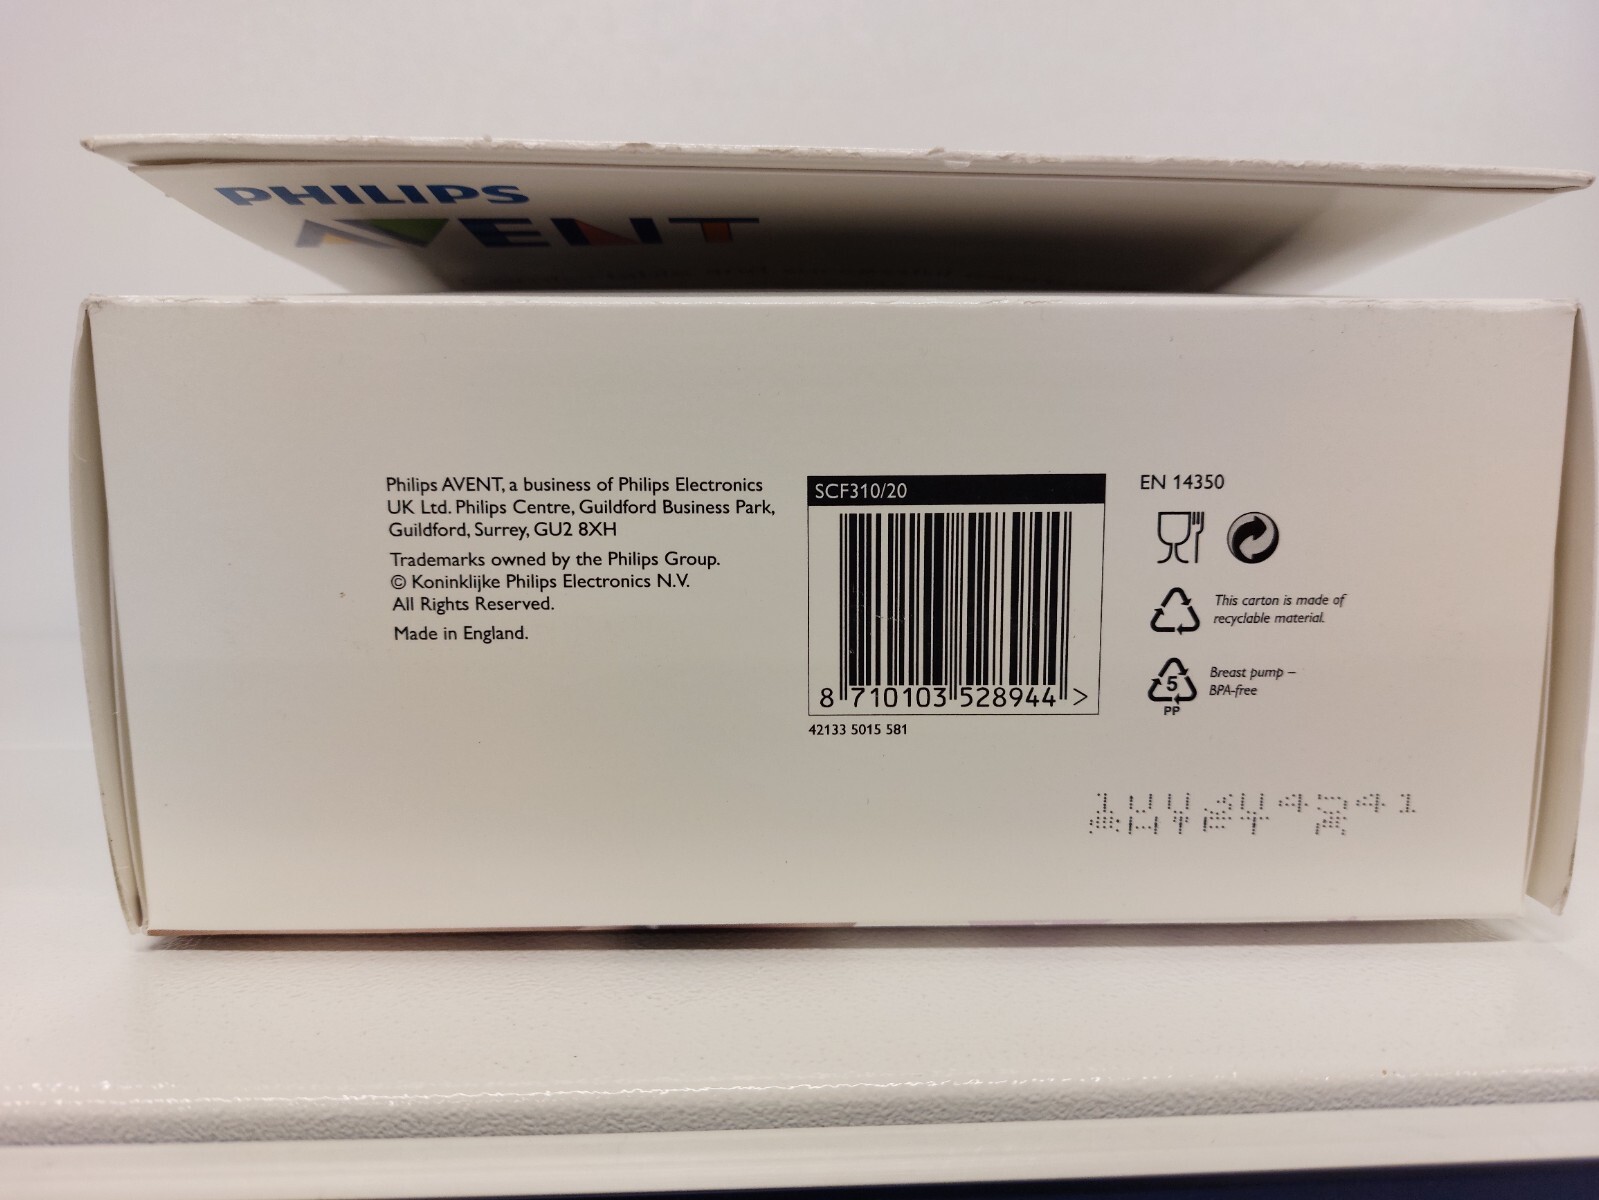 PHILIPS
AVENT
Philips AVENT, a business of Philips Electronics
UK Ltd. Philips Centre, Guildford Business Park,
Guildford, Surrey, GU2 8XH
Trademarks owned by the Philips Group.
© Koninklijke Philips Electronics N.V.
All Rights Reserved.
Made in England.
SCF310/20
8 710103 528944 >
42133 5015 581
EN 14350
This carton is made of
recyclable material.
5
PP
Breast pump –
BPA-free